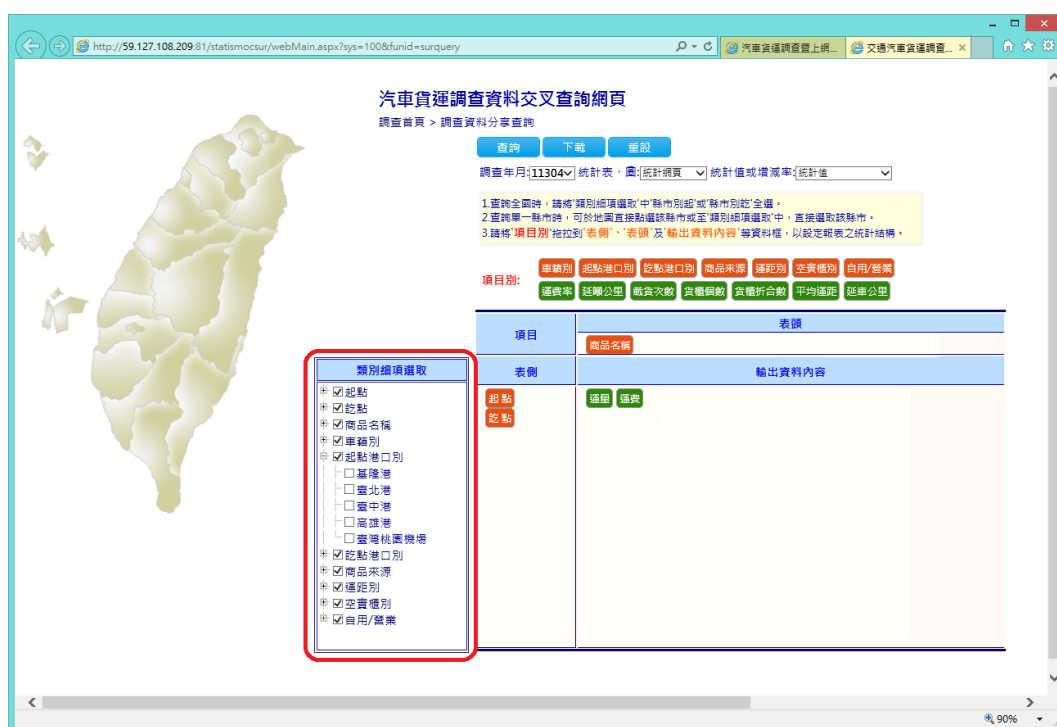 http://59.127.108.209:81/statismocsur/webMain.aspx?sys=100&funid=surquery
汽車貨運調查暨上網...
交通汽車貨運調查...
汽車貨運調查資料交叉查詢網頁
調查首頁 > 調查資料分享查詢
查詢 下載 重設
調查年月:11304 統計表、圖:統計網頁 統計值或增減率:統計值
1.查詢全國時，請將'類別細項選取'中'縣市別起'或'縣市別訖'全選。
2.查詢單一縣市時，可於地圖直接點選該縣市或至'類別細項選取'中，直接選取該縣市。
3.請將'項目別'拖拉到'表側'、'表頭'及'輸出資料內容'等資料框，以設定報表之統計結構。
項目別:
車籍別 起點港口別 訖點港口別 商品來源 運距別 空實櫃別 自用/營業
運費率 延噸公里 載貨次數 貨櫃個數 貨櫃折合數 平均運距 延車公里
項目
表頭
商品名稱
類別細項選取
表側
輸出資料內容
起點
訖點
運量 運費
起點
訖點
商品名稱
車籍別
起點港口別
基隆港
臺北港
臺中港
高雄港
臺灣桃園機場
訖點港口別
商品來源
運距別
空實櫃別
自用/營業
90%